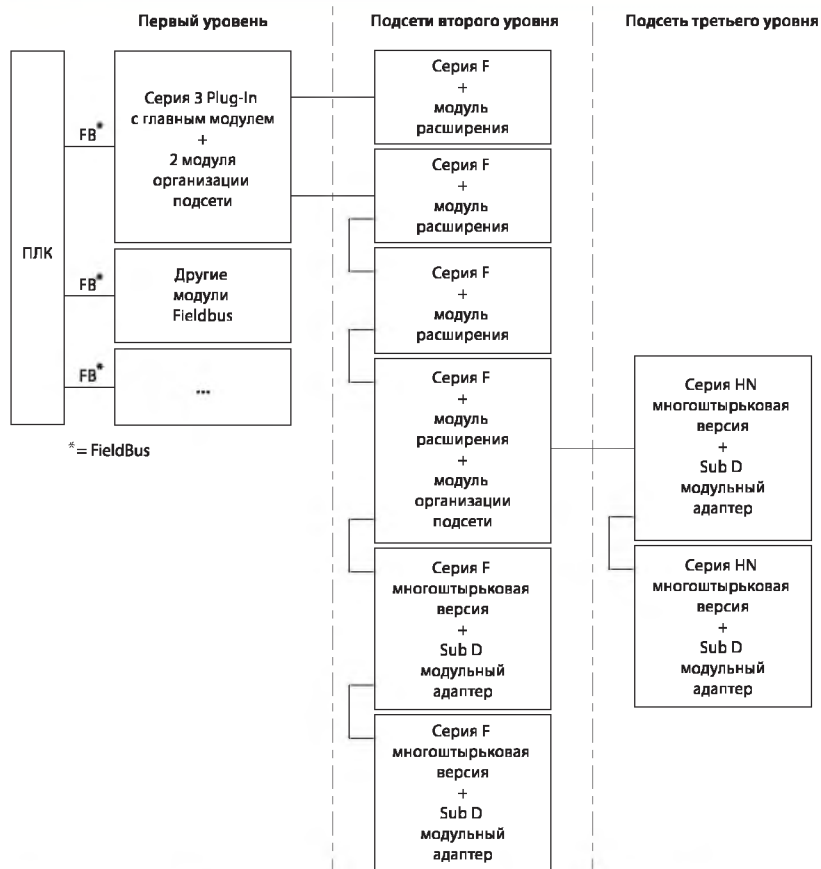 Первый уровень
Подсети второго уровня
Подсеть третьего уровня
ПЛК
FB*
Серия 3 Plug-In
с главным модулем
+
2 модуля
организации
подсети
FB*
Другие
модули
Fieldbus
FB*
...
* = FieldBus
Серия F
+
модуль
расширения
Серия F
+
модуль
расширения
Серия F
+
модуль
расширения
Серия F
+
модуль
расширения
+
модуль
организации
подсети
Серия F
многоштырьковая
версия
+
Sub D
модульный
адаптер
Серия F
многоштырьковая
версия
+
Sub D
модульный
адаптер
Серия HN
многоштырьковая
версия
+
Sub D
модульный
адаптер
Серия HN
многоштырьковая
версия
+
Sub D
модульный
адаптер